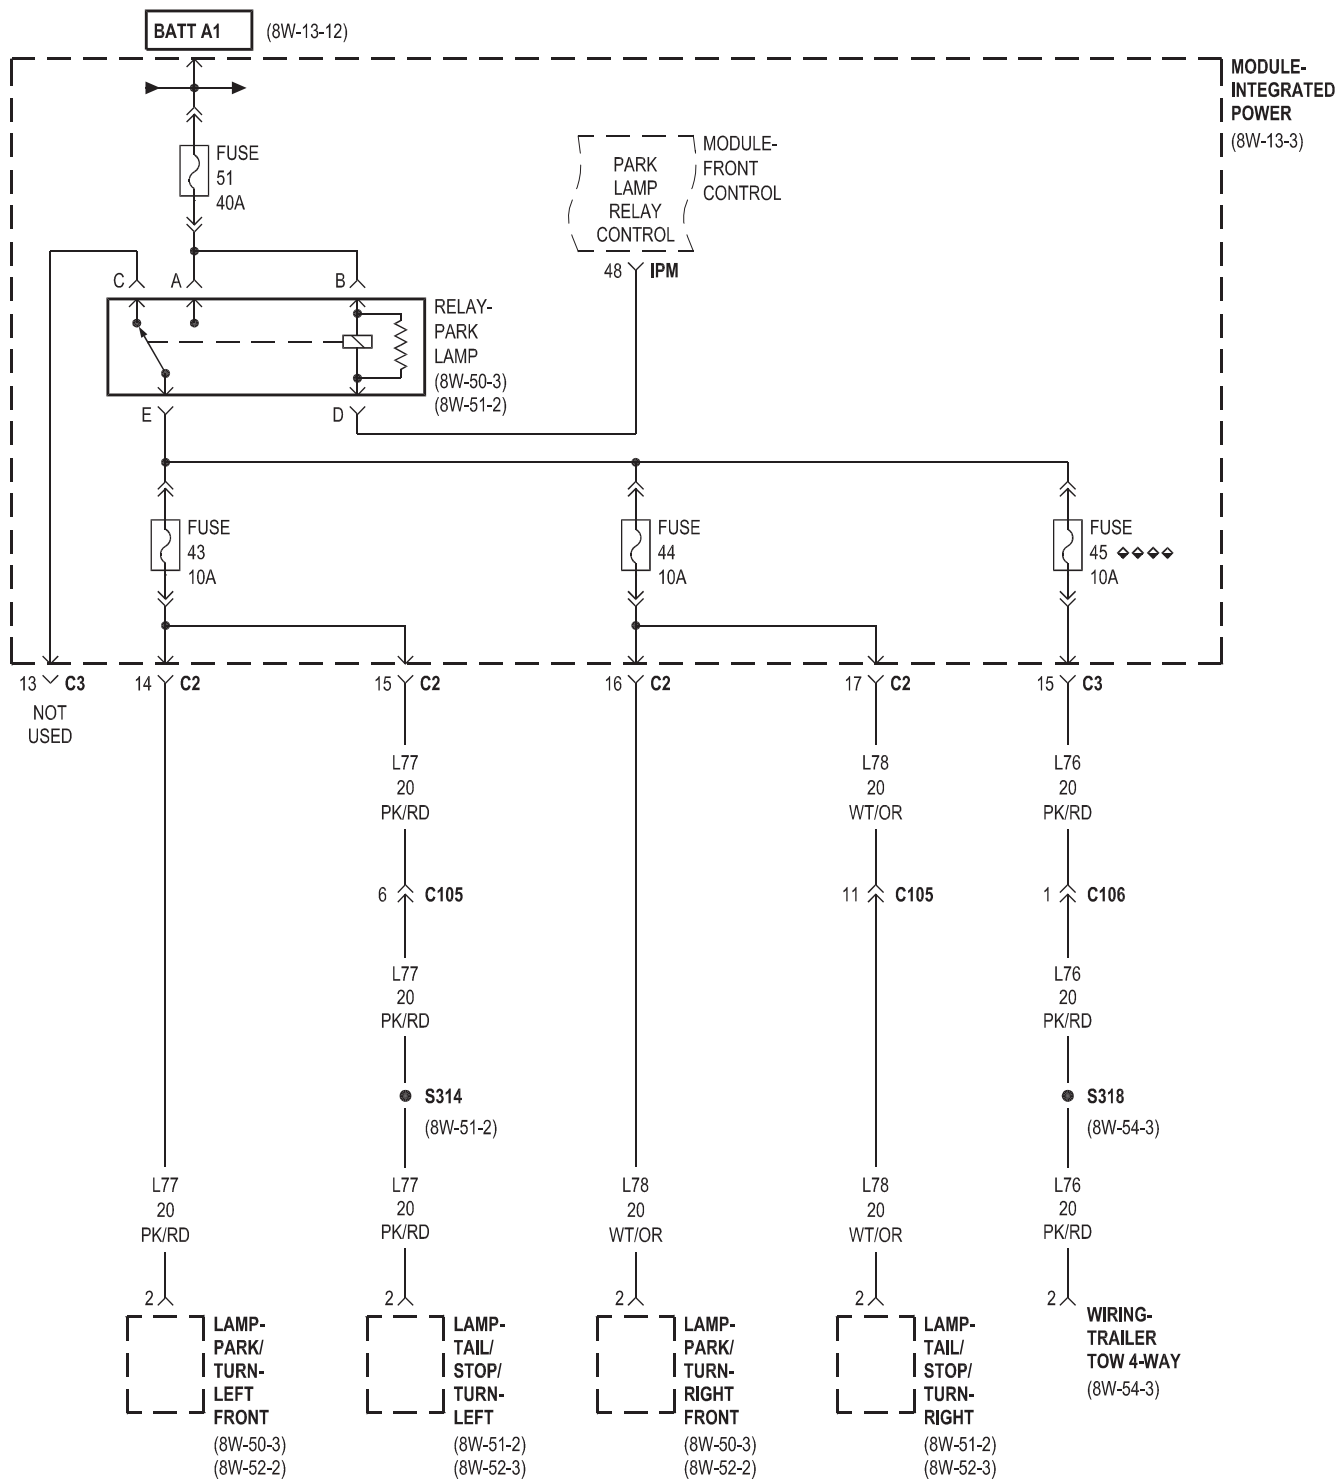 BATT A1 (8W-13-12)
MODULE-
INTEGRATED
POWER
(8W-13-3)
FUSE
51
40A
PARK
LAMP
RELAY
CONTROL
MODULE-
FRONT
CONTROL
48 IPM
C A B
RELAY-
PARK
LAMP
(8W-50-3)
(8W-51-2)
E D
FUSE
43
10A
FUSE
44
10A
FUSE
45
10A
13 C3
NOT
USED
14 C2
15 C2
16 C2
17 C2
15 C3
L77
20
PK/RD
L78
20
WT/OR
L76
20
PK/RD
6 C105
11 C105
1 C106
L77
20
PK/RD
L76
20
PK/RD
S314
(8W-51-2)
S318
(8W-54-3)
L77
20
PK/RD
L77
20
PK/RD
L78
20
WT/OR
L78
20
WT/OR
L76
20
PK/RD
2
LAMP-
PARK/
TURN-
LEFT
FRONT
(8W-50-3)
(8W-52-2)
2
LAMP-
TAIL/
STOP/
TURN-
LEFT
(8W-51-2)
(8W-52-3)
2
LAMP-
PARK/
TURN-
RIGHT
FRONT
(8W-50-3)
(8W-52-2)
2
LAMP-
TAIL/
STOP/
TURN-
RIGHT
(8W-51-2)
(8W-52-3)
2
WIRING-
TRAILER
TOW 4-WAY
(8W-54-3)